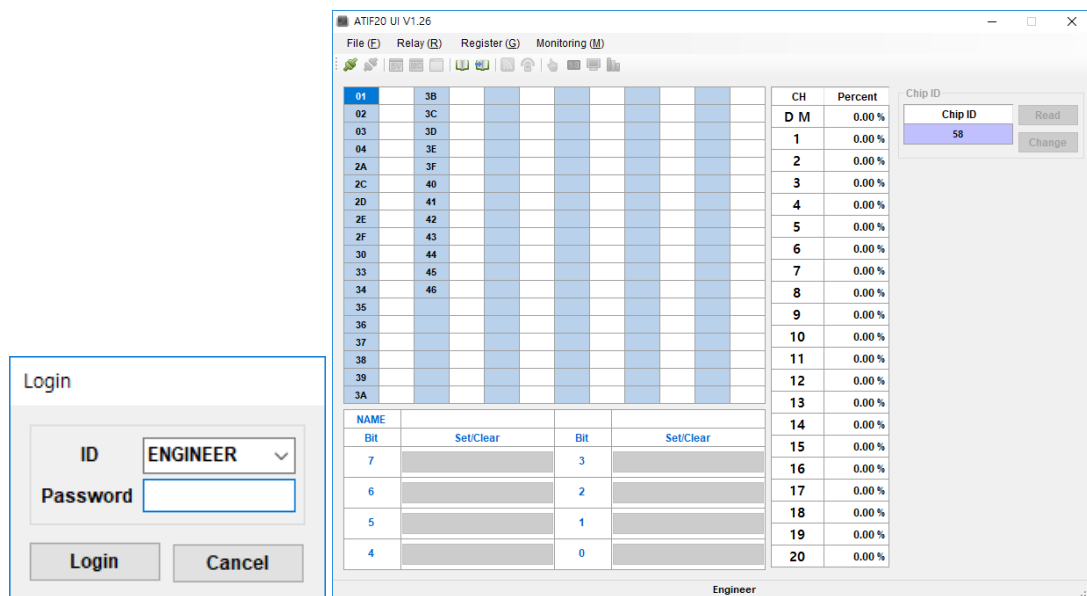 Login
ID
ENGINEER
Password
Login
Cancel
ATIF20 UI V1.26
File (F) Relay (R) Register (G) Monitoring (M)
01 3B
02 3C
03 3D
04 3E
2A 3F
2C 40
2D 41
2E 42
2F 43
30 44
33 45
34 46
35
36
37
38
39
3A
NAME
Bit Set/Clear Bit Set/Clear
7 3
6 2
5 1
4 0
CH Percent
D M 0.00 %
1 0.00 %
2 0.00 %
3 0.00 %
4 0.00 %
5 0.00 %
6 0.00 %
7 0.00 %
8 0.00 %
9 0.00 %
10 0.00 %
11 0.00 %
12 0.00 %
13 0.00 %
14 0.00 %
15 0.00 %
16 0.00 %
17 0.00 %
18 0.00 %
19 0.00 %
20 0.00 %
Chip ID
Chip ID
58
Read
Change
Engineer